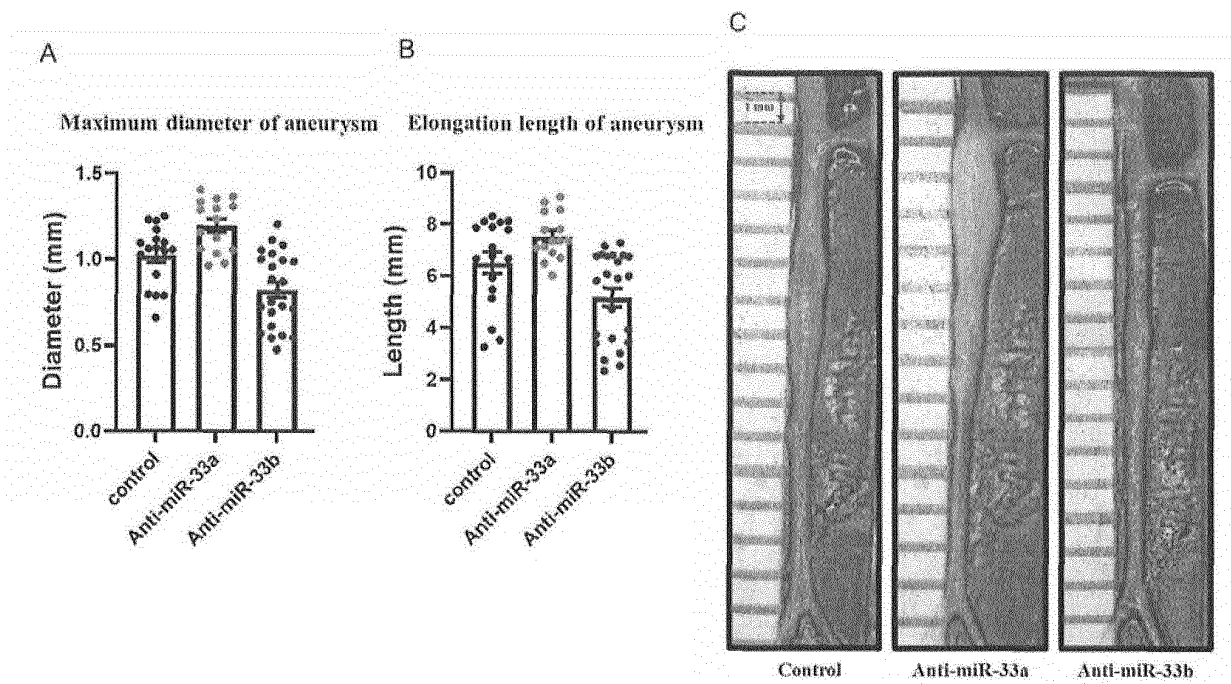 A
B
C
Maximum diameter of aneurysm
Elongation length of aneurysm
Diameter (mm)
1.5
1.0
0.5
0.0
control
Anti-miR-33a
Anti-miR-33b
Length (mm)
10
8
6
4
2
0
control
Anti-miR-33a
Anti-miR-33b
1 mm
Control
Anti-miR-33a
Anti-miR-33b